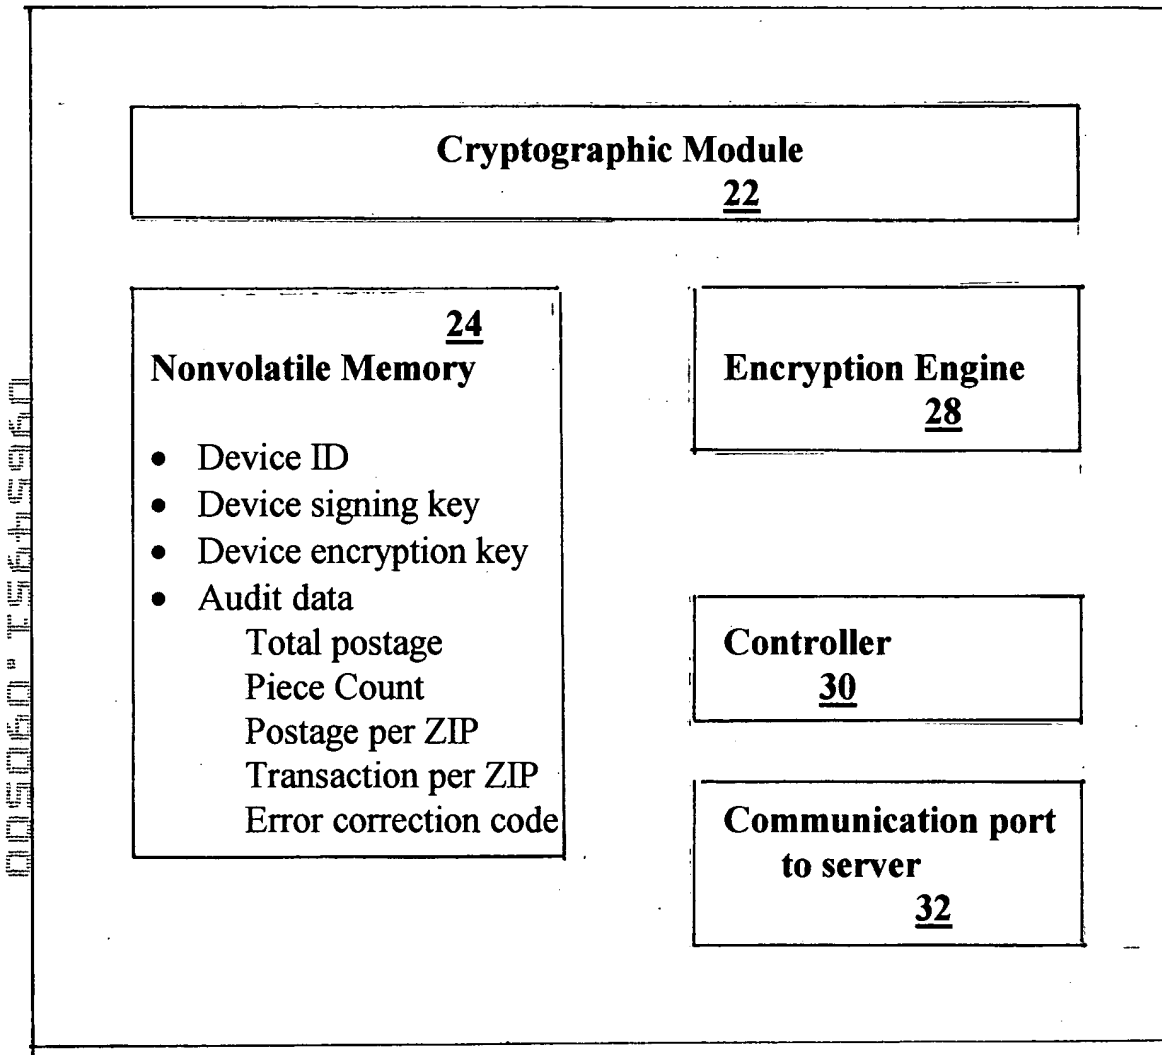 Cryptographic Module
22
24
Nonvolatile Memory
• Device ID
• Device signing key
• Device encryption key
• Audit data
Total postage
Piece Count
Postage per ZIP
Transaction per ZIP
Error correction code
Encryption Engine
28
Controller
30
Communication port
to server
32